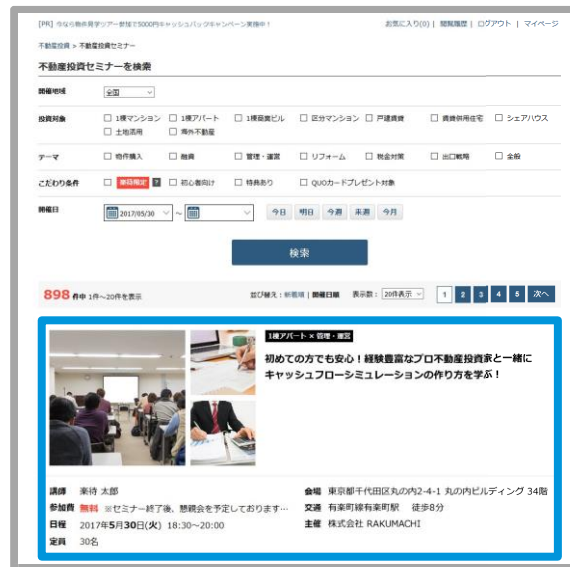 [PR] 今なら物件見学ツアー参加で5000円キャッシュバックキャンペーン実施中！ お気に入り(0) | 閲覧履歴 | ログアウト | マイページ
不動産投資 > 不動産投資セミナー
不動産投資セミナーを検索
開催地域 全国
投資対象 1棟マンション 1棟アパート 1棟商業ビル 区分マンション 戸建賃貸 賃貸併用住宅 シェアハウス
土地活用 海外不動産
テーマ 物件購入 融資 管理・運営 リフォーム 税金対策 出口戦略 全般
こだわり条件 楽待限定 ? 初心者向け 特典あり QUOカードプレゼント対象
開催日 2017/05/30 ~ 今日 明日 今週 来週 今月
検索
898 件中 1件～20件を表示 並び替え：新着順 | 開催日順 表示数： 20件表示 1 2 3 4 5 次へ
1棟アパート × 管理・運営
初めての方でも安心！経験豊富なプロ不動産投資家と一緒に
キャッシュフローシミュレーションの作り方を学ぶ！
講師 楽待 太郎 会場 東京都千代田区丸の内2-4-1 丸の内ビルディング 34階
参加費 無料 ※セミナー終了後、懇親会を予定しております… 交通 有楽町線有楽町駅 徒歩8分
日程 2017年5月30日(火) 18:30～20:00 主催 株式会社 RAKUMACHI
定員 30名